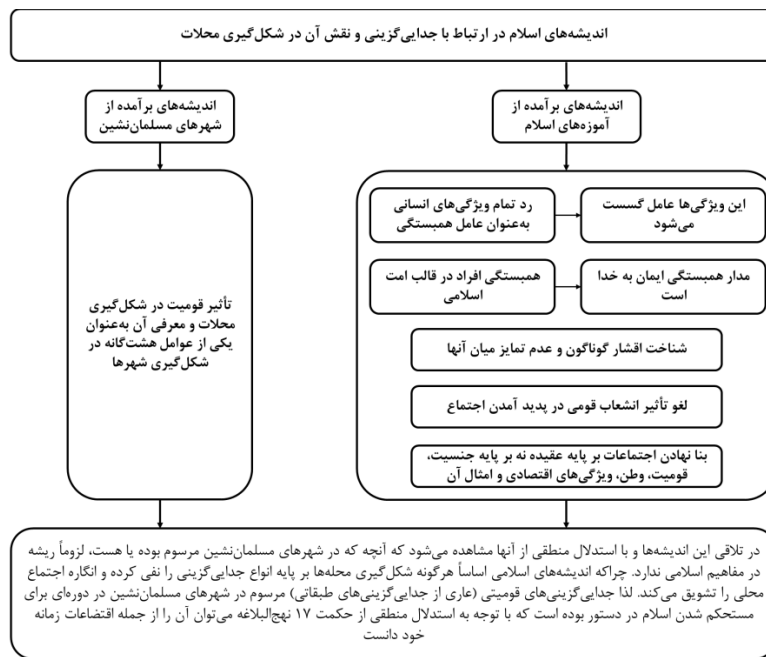 اندیشه‌های اسلام در ارتباط با جدایی‌گزینی و نقش آن در شکل‌گیری محلات
اندیشه‌های برآمده از
آموزه‌های اسلام
اندیشه‌های برآمده از
شهرهای مسلمان‌نشین
رد تمام ویژگی‌های انسانی
به‌عنوان عامل همبستگی
این ویژگی‌ها عامل گسست
می‌شود
همبستگی افراد در قالب امت
اسلامی
مدار همبستگی ایمان به خدا
است
شناخت اقشار گوناگون و عدم تمایز میان آنها
لغو تأثیر انشعاب قومی در پدید آمدن اجتماع
بنا نهادن اجتماعات بر پایه عقیده نه بر پایه جنسیت،
قومیت، وطن، ویژگی‌های اقتصادی و امثال آن
تأثیر قومیت در شکل‌گیری
محلات و معرفی آن به‌عنوان
یکی از عوامل هشت‌گانه در
شکل‌گیری شهرها
در تلاقی این اندیشه‌ها و با استدلال منطقی از آنها مشاهده می‌شود که آنچه که در شهرهای مسلمان‌نشین مرسوم بوده یا هست، لزوماً ریشه
در مفاهیم اسلامی ندارد. چراکه اندیشه‌های اسلامی اساساً هرگونه شکل‌گیری محله‌ها بر پایه انواع جدایی‌گزینی را نفی کرده و انگاره اجتماع
محلی را تشویق می‌کند. لذا جدایی‌گزینی‌های قومیتی (عاری از جدایی‌گزینی‌های طبقاتی) مرسوم در شهرهای مسلمان‌نشین در دوره‌ای برای
مستحکم شدن اسلام در دستور بوده است که با توجه به استدلال منطقی از حکمت ۱۷ نهج‌البلاغه می‌توان آن را از جمله اقتضاعات زمانه
خود دانست